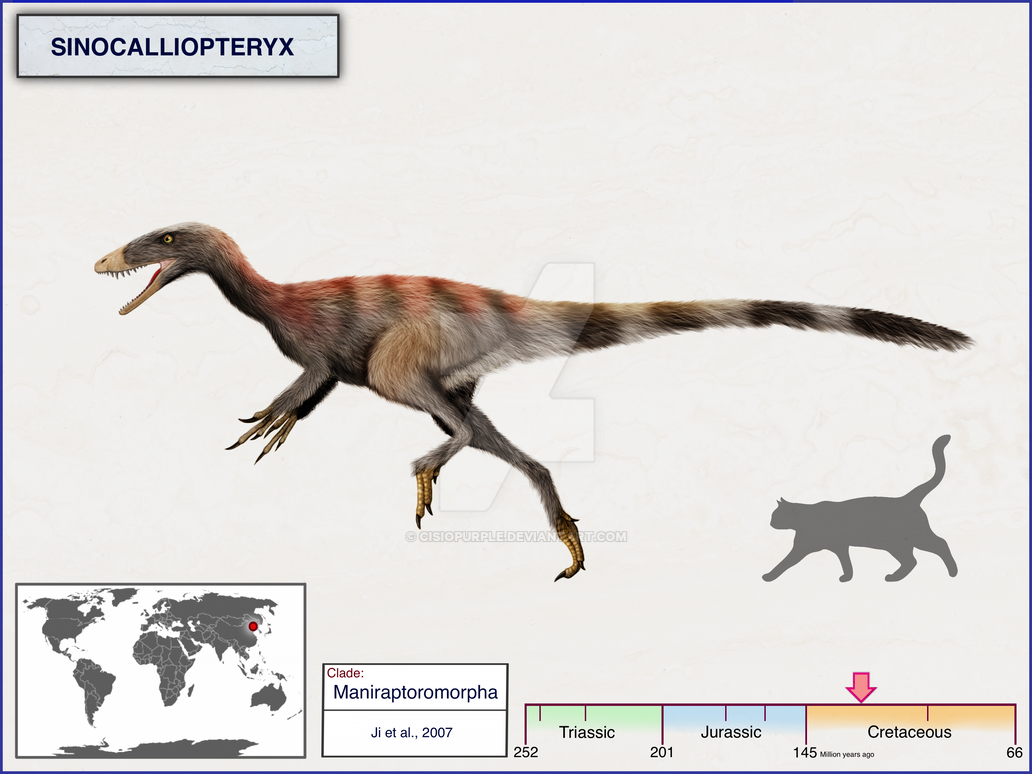 SINOCALLIOPTERYX
© CISIOPURPLE.DEVIANTART.COM
Clade:
Maniraptoromorpha
Ji et al., 2007
Triassic
Jurassic
Cretaceous
252
201
145
Million years ago
66